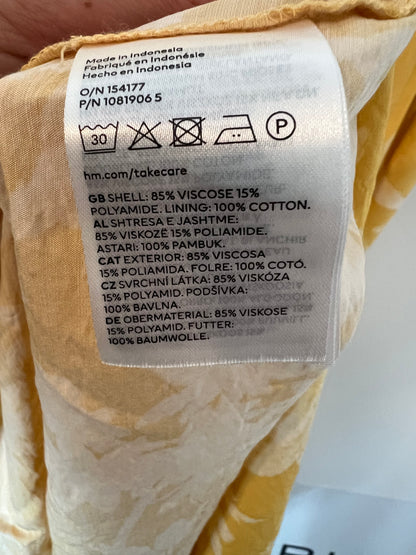 Made in Indonesia
Fabriqué en Indonésie
Hecho en Indonesia
O/N 154177
P/N 1081906 5
30
P
hm.com/takecare
GB SHELL: 85% VISCOSE 15%
POLYAMIDE. LINING: 100% COTTON.
AL SHTRESA E JASHTME:
85% VISKOZË 15% POLIAMIDE.
ASTARI: 100% PAMBUK.
CAT EXTERIOR: 85% VISCOSA
15% POLIAMIDA. FOLRE: 100% COTÓ.
CZ SVRCHNÍ LÁTKA: 85% VISKÓZA
15% POLYAMID. PODŠÍVKA:
100% BAVLNA.
DE OBERMATERIAL: 85% VISKOSE
15% POLYAMID. FUTTER:
100% BAUMWOLLE.